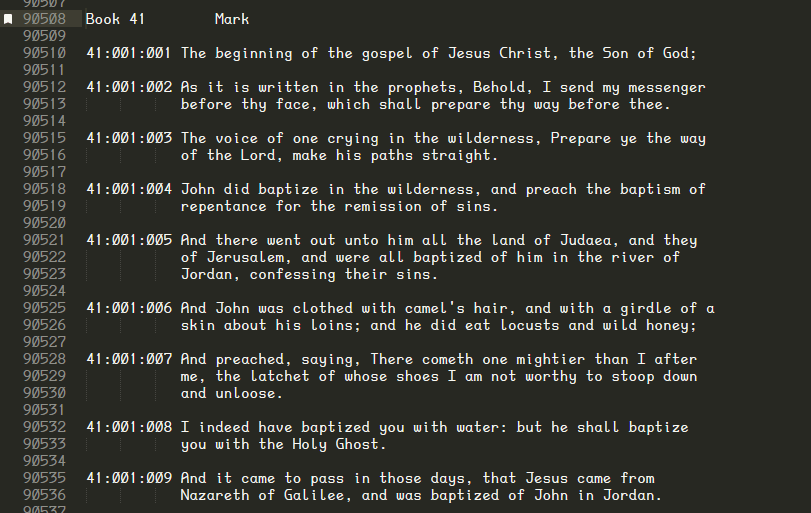 90507
90508 Book 41 Mark
90509
90510 41:001:001 The beginning of the gospel of Jesus Christ, the Son of God;
90511
90512 41:001:002 As it is written in the prophets, Behold, I send my messenger
90513 before thy face, which shall prepare thy way before thee.
90514
90515 41:001:003 The voice of one crying in the wilderness, Prepare ye the way
90516 of the Lord, make his paths straight.
90517
90518 41:001:004 John did baptize in the wilderness, and preach the baptism of
90519 repentance for the remission of sins.
90520
90521 41:001:005 And there went out unto him all the land of Judaea, and they
90522 of Jerusalem, and were all baptized of him in the river of
90523 Jordan, confessing their sins.
90524
90525 41:001:006 And John was clothed with camel's hair, and with a girdle of a
90526 skin about his loins; and he did eat locusts and wild honey;
90527
90528 41:001:007 And preached, saying, There cometh one mightier than I after
90529 me, the latchet of whose shoes I am not worthy to stoop down
90530 and unloose.
90531
90532 41:001:008 I indeed have baptized you with water: but he shall baptize
90533 you with the Holy Ghost.
90534
90535 41:001:009 And it came to pass in those days, that Jesus came from
90536 Nazareth of Galilee, and was baptized of John in Jordan.
90537